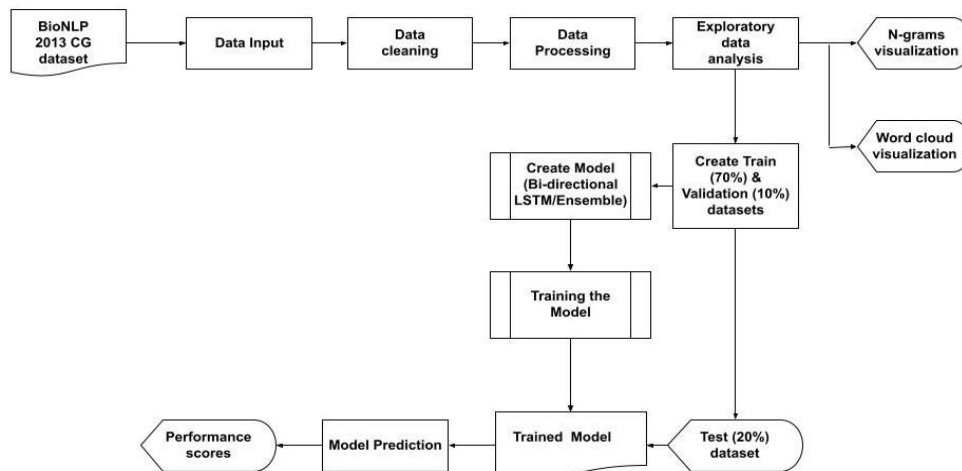 BioNLP
2013 CG
dataset
Data Input
Data
cleaning
Data
Processing
Exploratory
data
analysis
N-grams
visualization
Word cloud
visualization
Create Model
(Bi-directional
LSTM/Ensemble)
Create Train
(70%) &
Validation (10%)
datasets
Training the
Model
Performance
scores
Model Prediction
Trained Model
Test (20%)
dataset